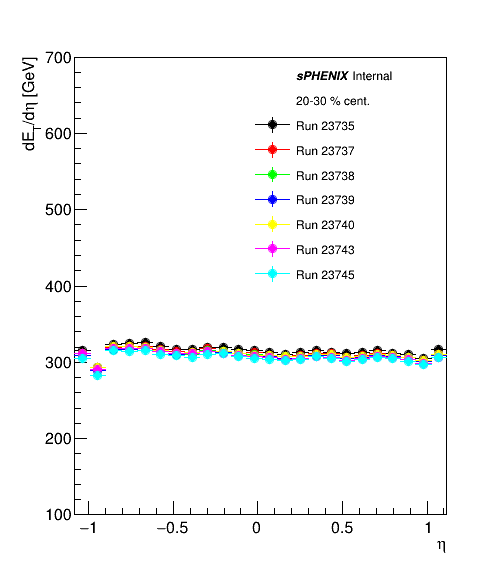 dE_T/dη [GeV]
700
600
500
400
300
200
100
sPHENIX Internal
20-30 % cent.
Run 23735
Run 23737
Run 23738
Run 23739
Run 23740
Run 23743
Run 23745
−1 −0.5 0 0.5 1
η